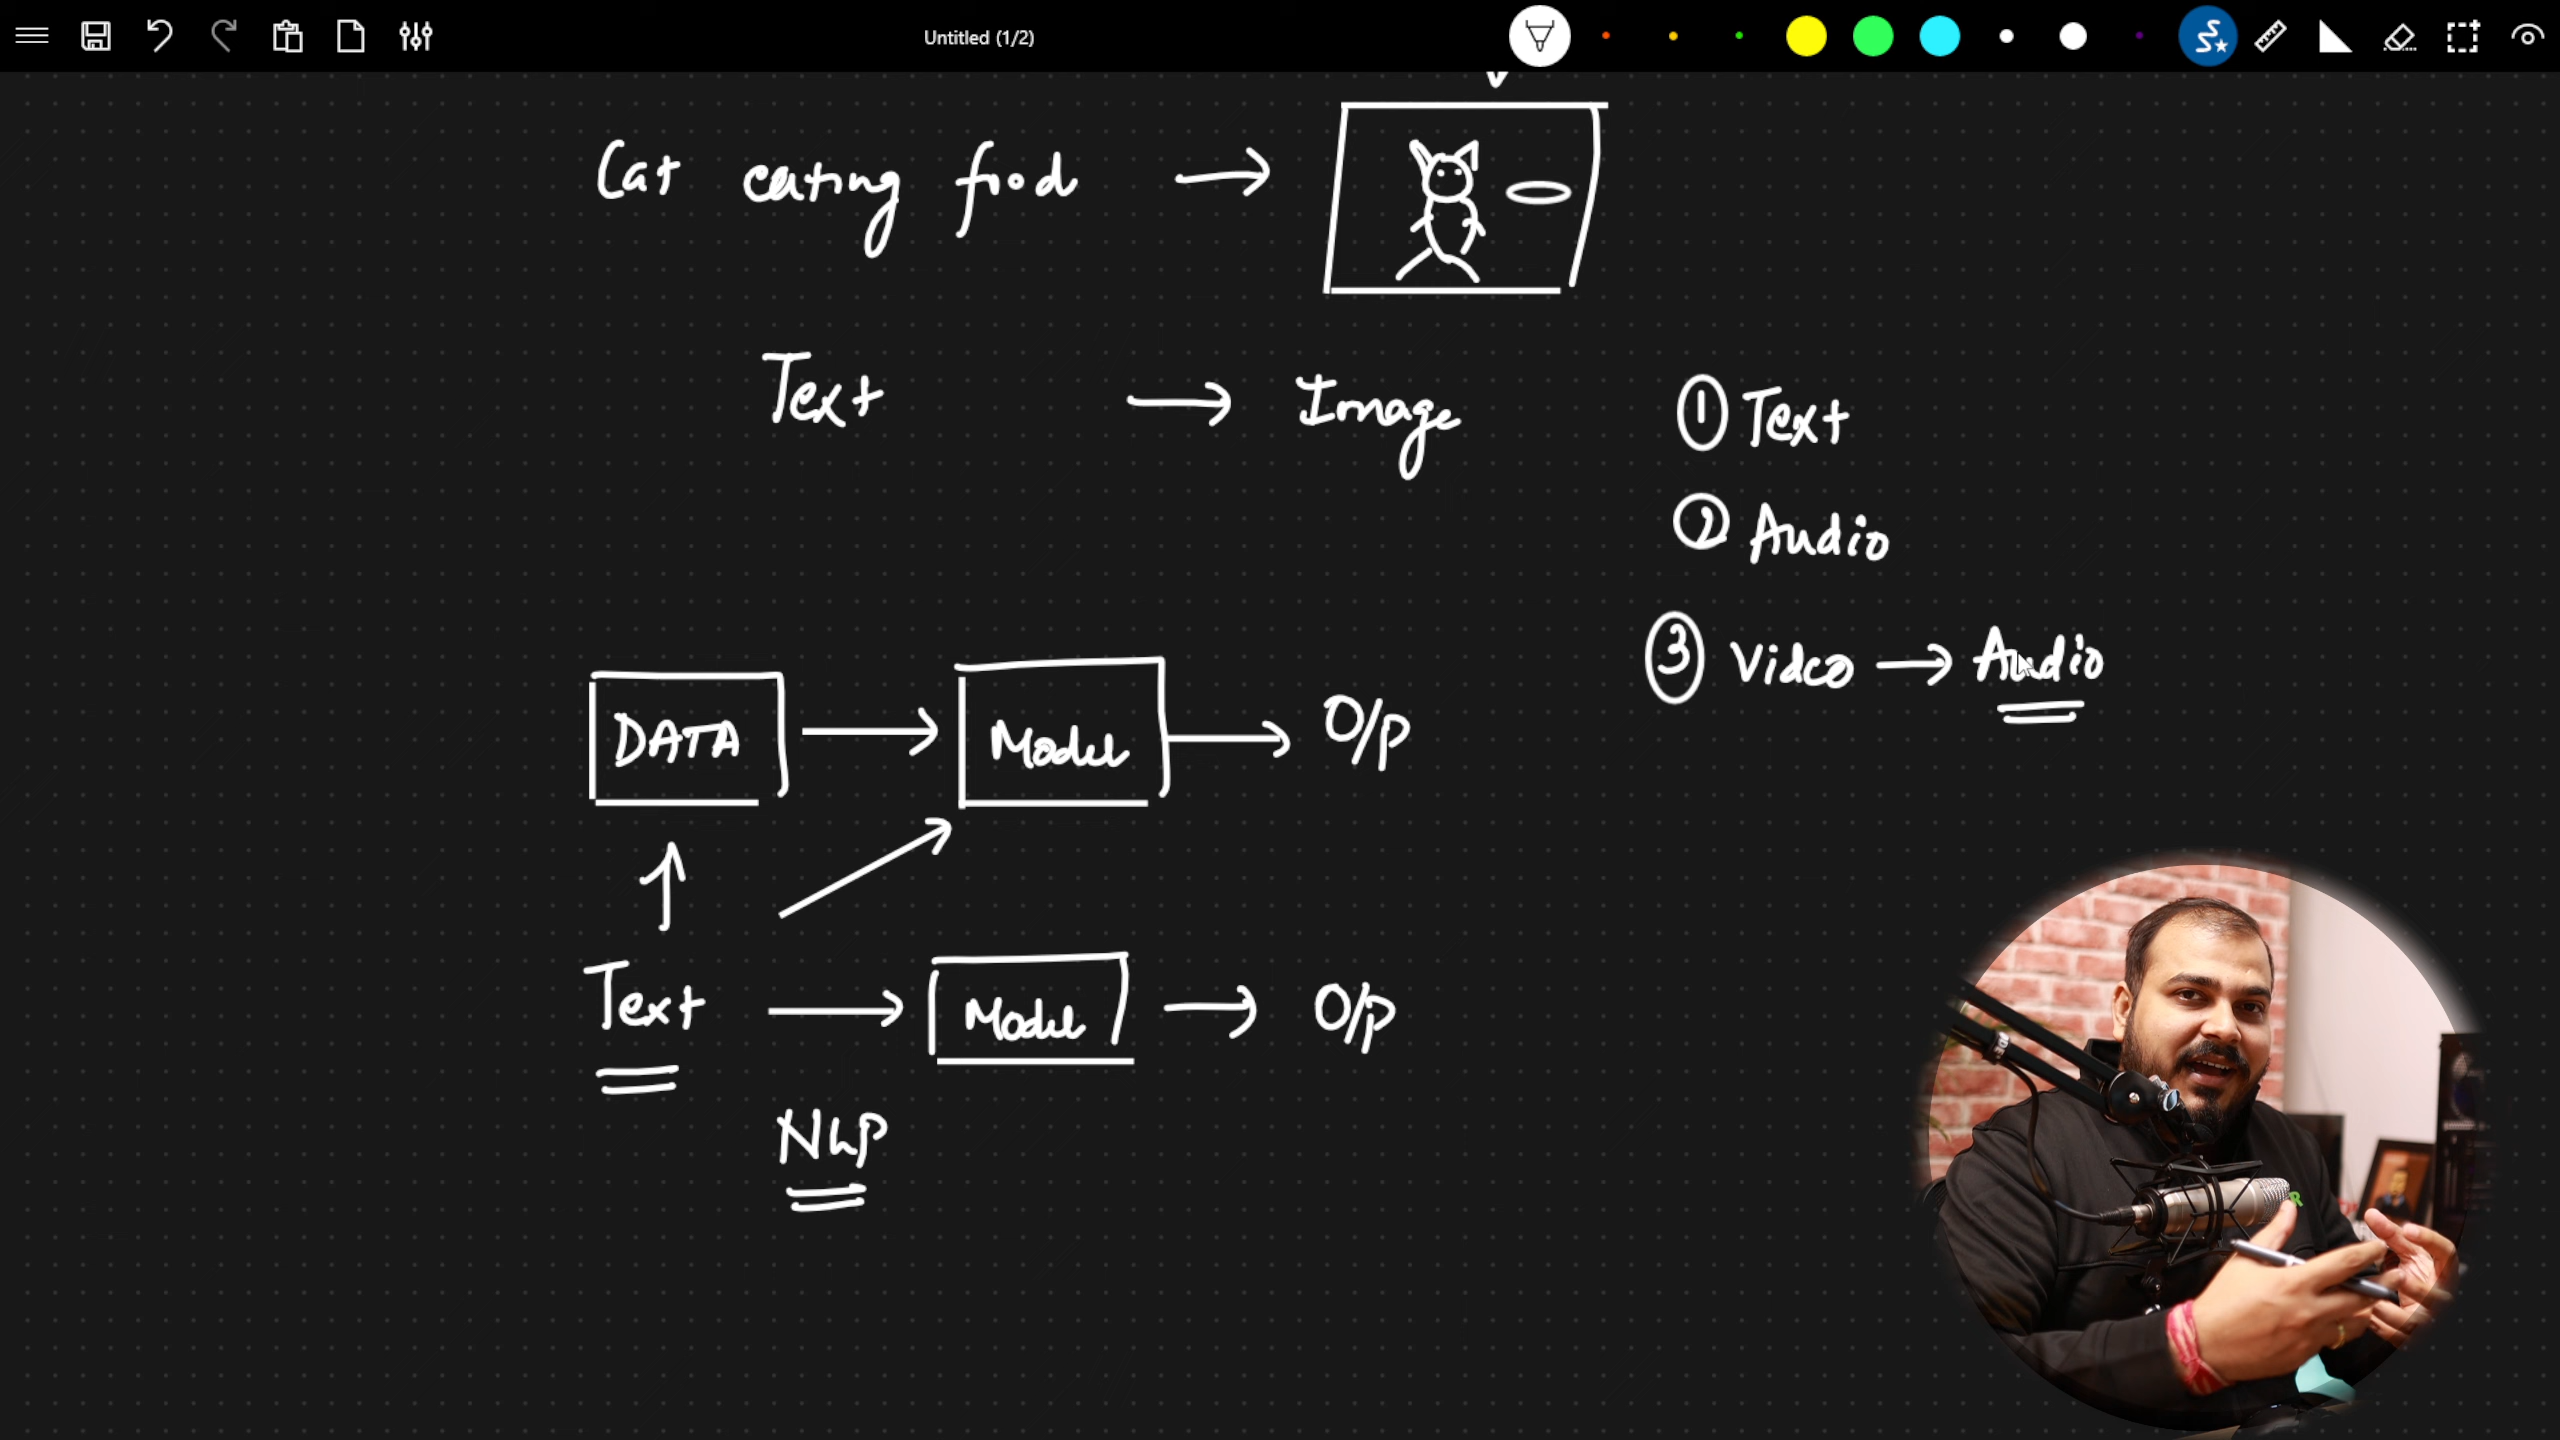 Untitled (1/2)
Cat eating food
Text → Image
① Text
② Audio
③ Video → Audio
DATA → Model → O/p
Text → Model → O/p
NLP